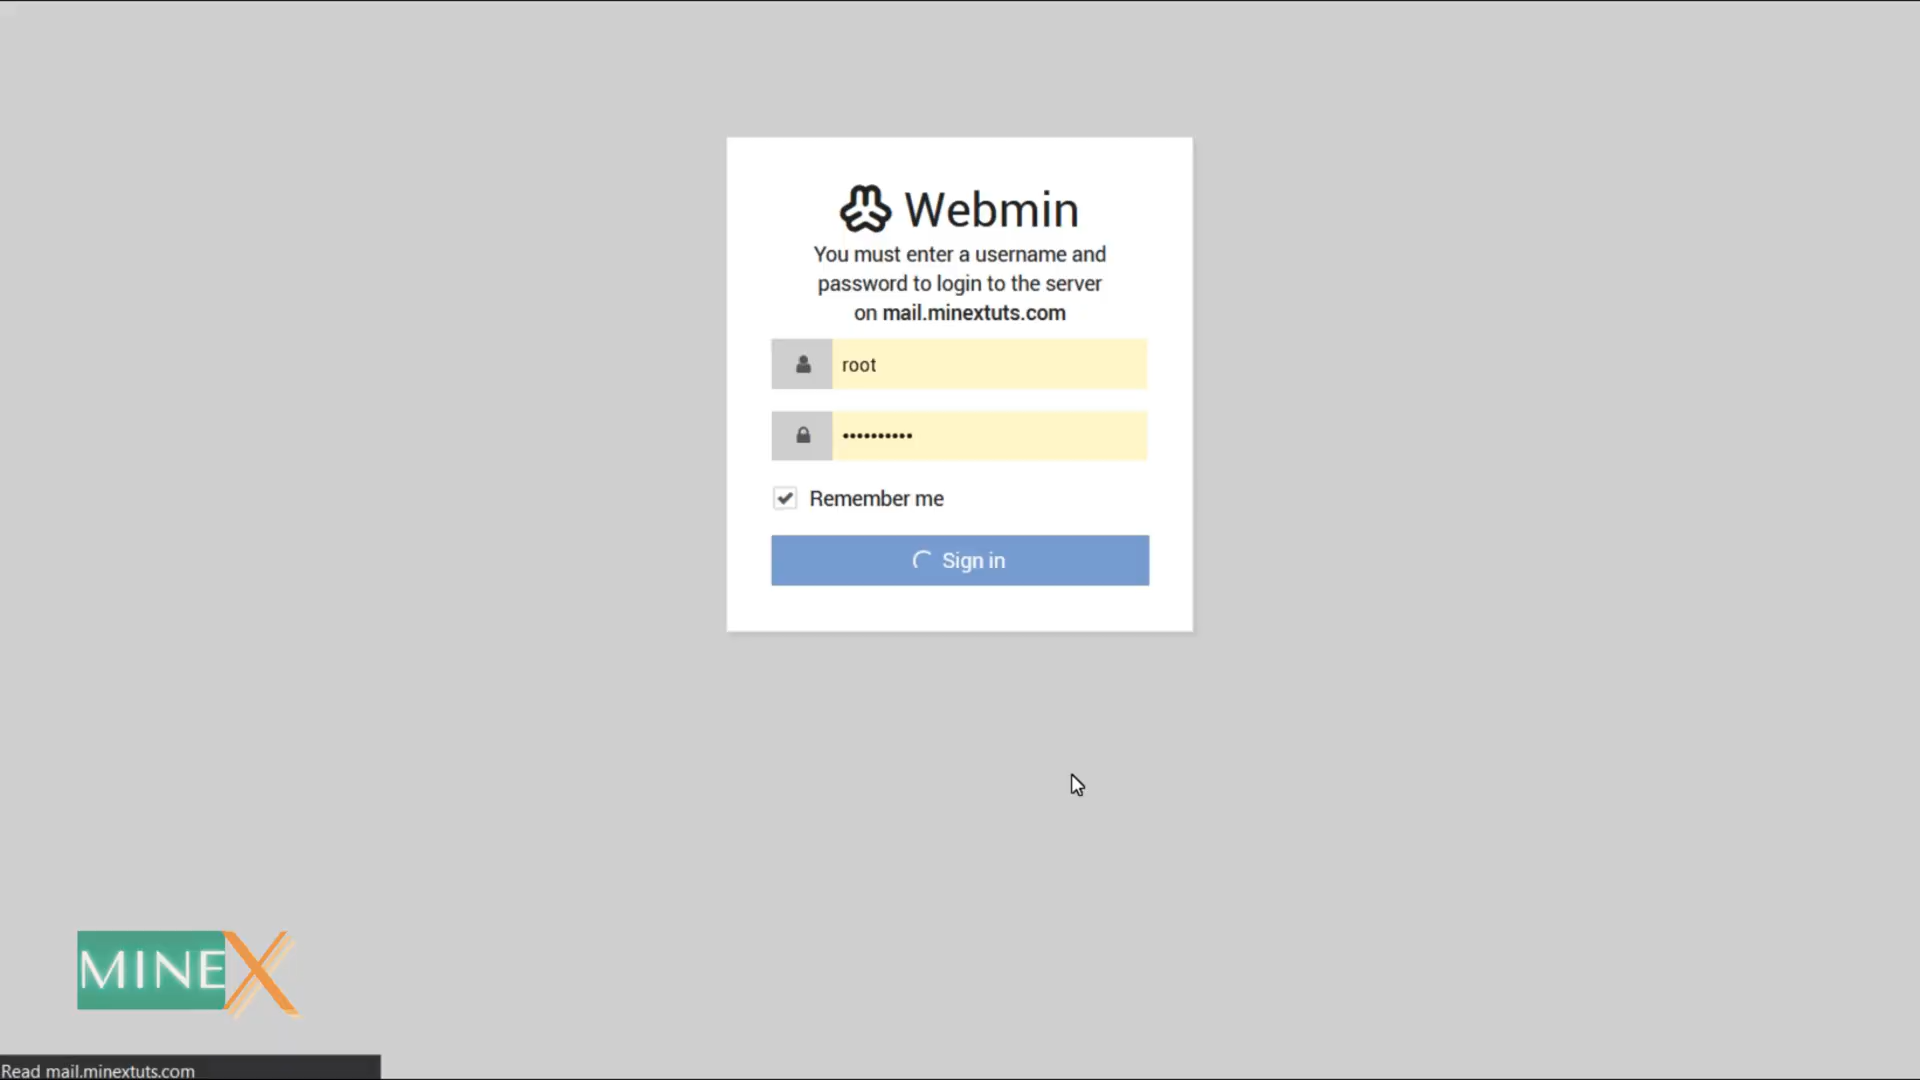 Webmin
You must enter a username and
password to login to the server
on mail.minextuts.com
root
••••••••••
Remember me
Sign in
MINEX
Read mail.minextuts.com